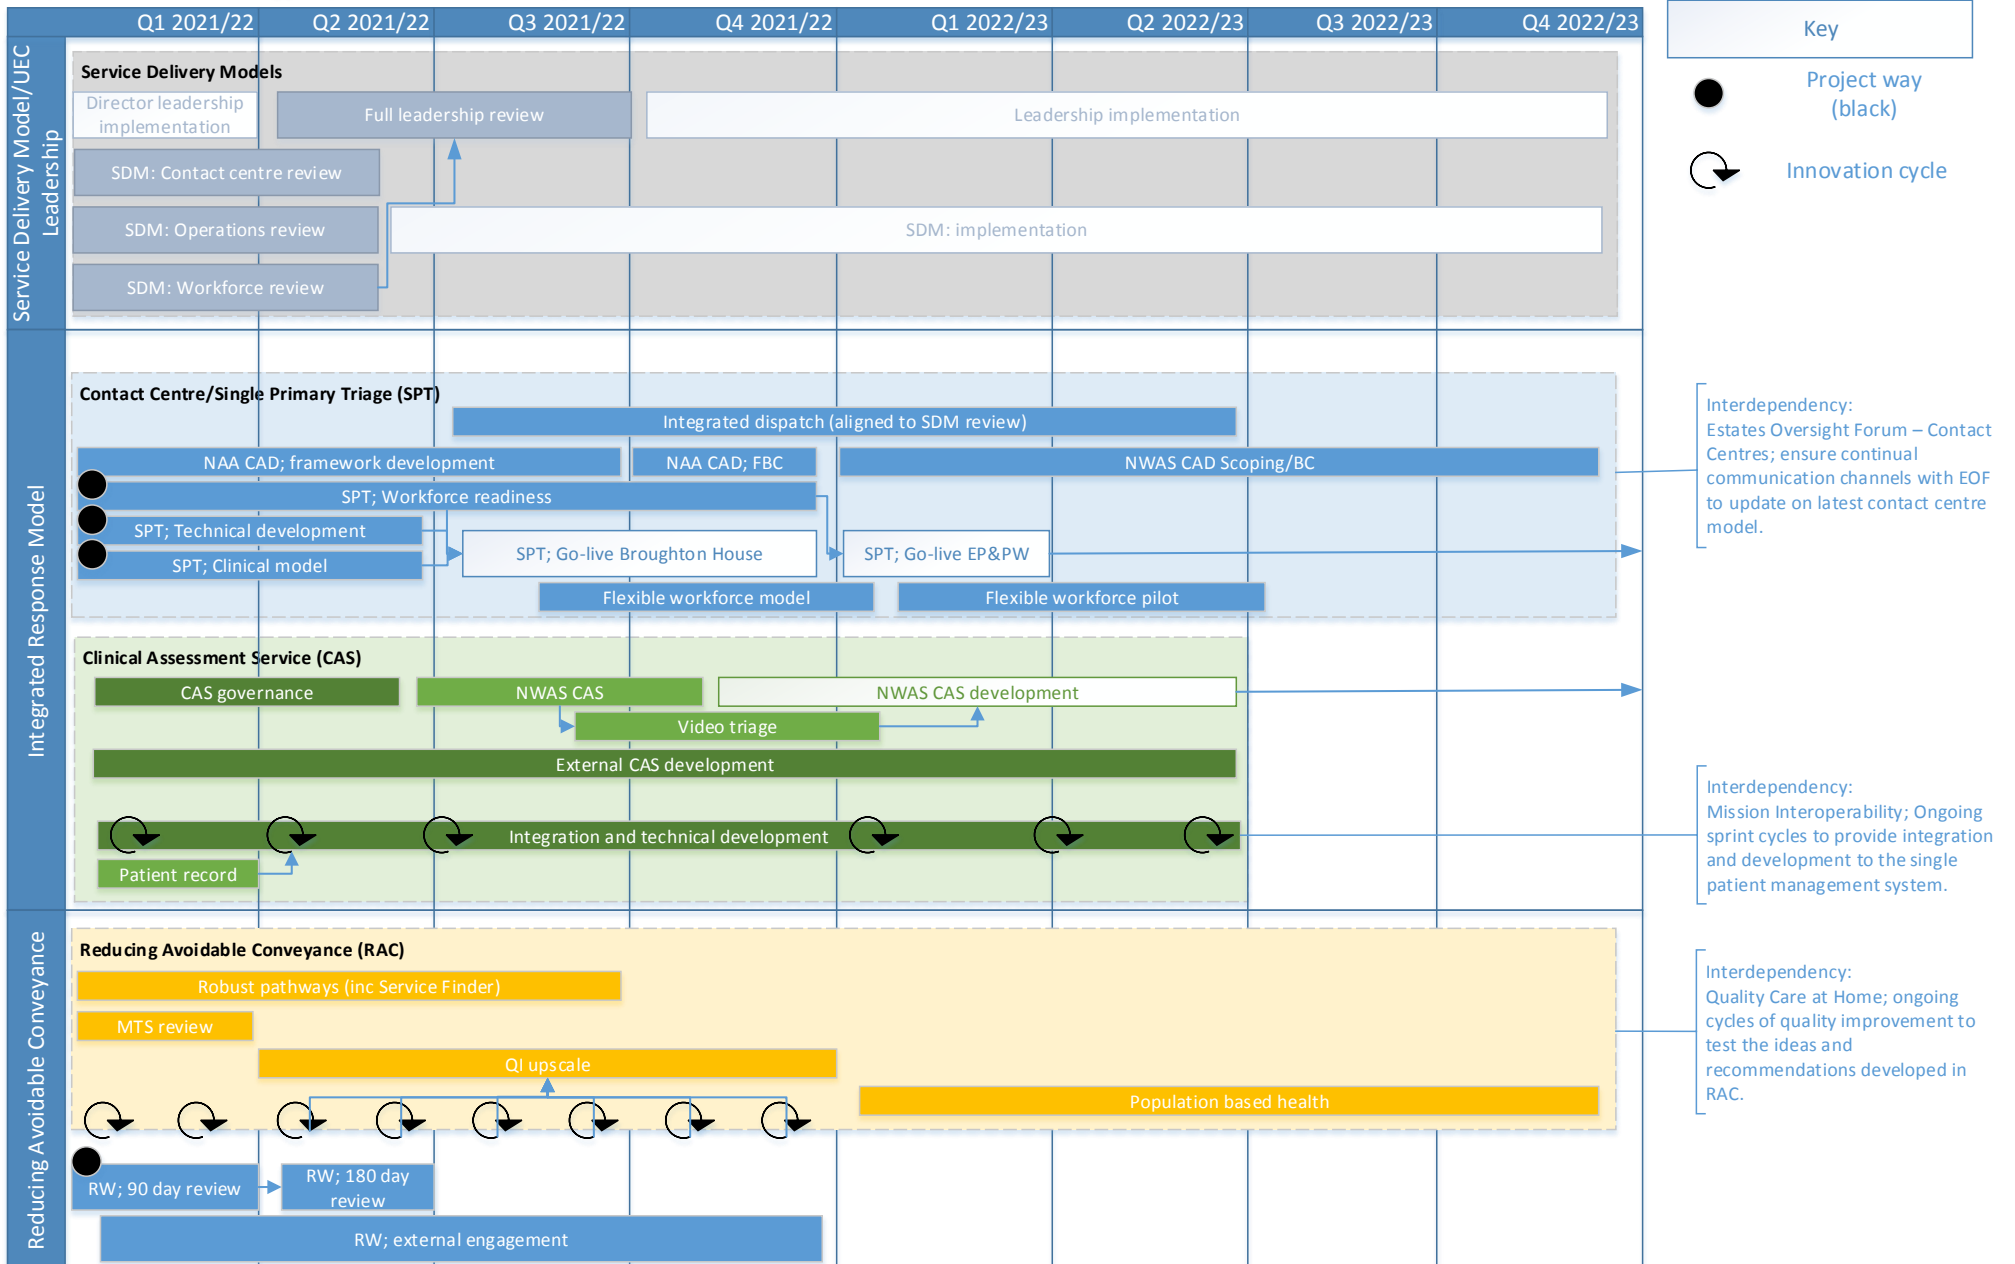 Q1 2021/22
Q2 2021/22
Q3 2021/22
Q4 2021/22
Q1 2022/23
Q2 2022/23
Q3 2022/23
Q4 2022/23
Key
Project way
(black)
Innovation cycle
Service Delivery Model/UEC
Leadership
Service Delivery Models
Director leadership
implementation
Full leadership review
Leadership implementation
SDM: Contact centre review
SDM: Operations review
SDM: implementation
SDM: Workforce review
Integrated Response Model
Contact Centre/Single Primary Triage (SPT)
Integrated dispatch (aligned to SDM review)
NAA CAD; framework development
NAA CAD; FBC
NWAS CAD Scoping/BC
SPT; Workforce readiness
SPT; Technical development
SPT; Clinical model
SPT; Go-live Broughton House
SPT; Go-live EP&PW
Flexible workforce model
Flexible workforce pilot
Interdependency:
Estates Oversight Forum – Contact
Centres; ensure continual
communication channels with EOF
to update on latest contact centre
model.
Clinical Assessment Service (CAS)
CAS governance
NWAS CAS
NWAS CAS development
Video triage
External CAS development
Integration and technical development
Patient record
Interdependency:
Mission Interoperability; Ongoing
sprint cycles to provide integration
and development to the single
patient management system.
Reducing Avoidable Conveyance
Reducing Avoidable Conveyance (RAC)
Robust pathways (inc Service Finder)
MTS review
QI upscale
Population based health
RW; 90 day review
RW; 180 day
review
RW; external engagement
Interdependency:
Quality Care at Home; ongoing
cycles of quality improvement to
test the ideas and
recommendations developed in
RAC.